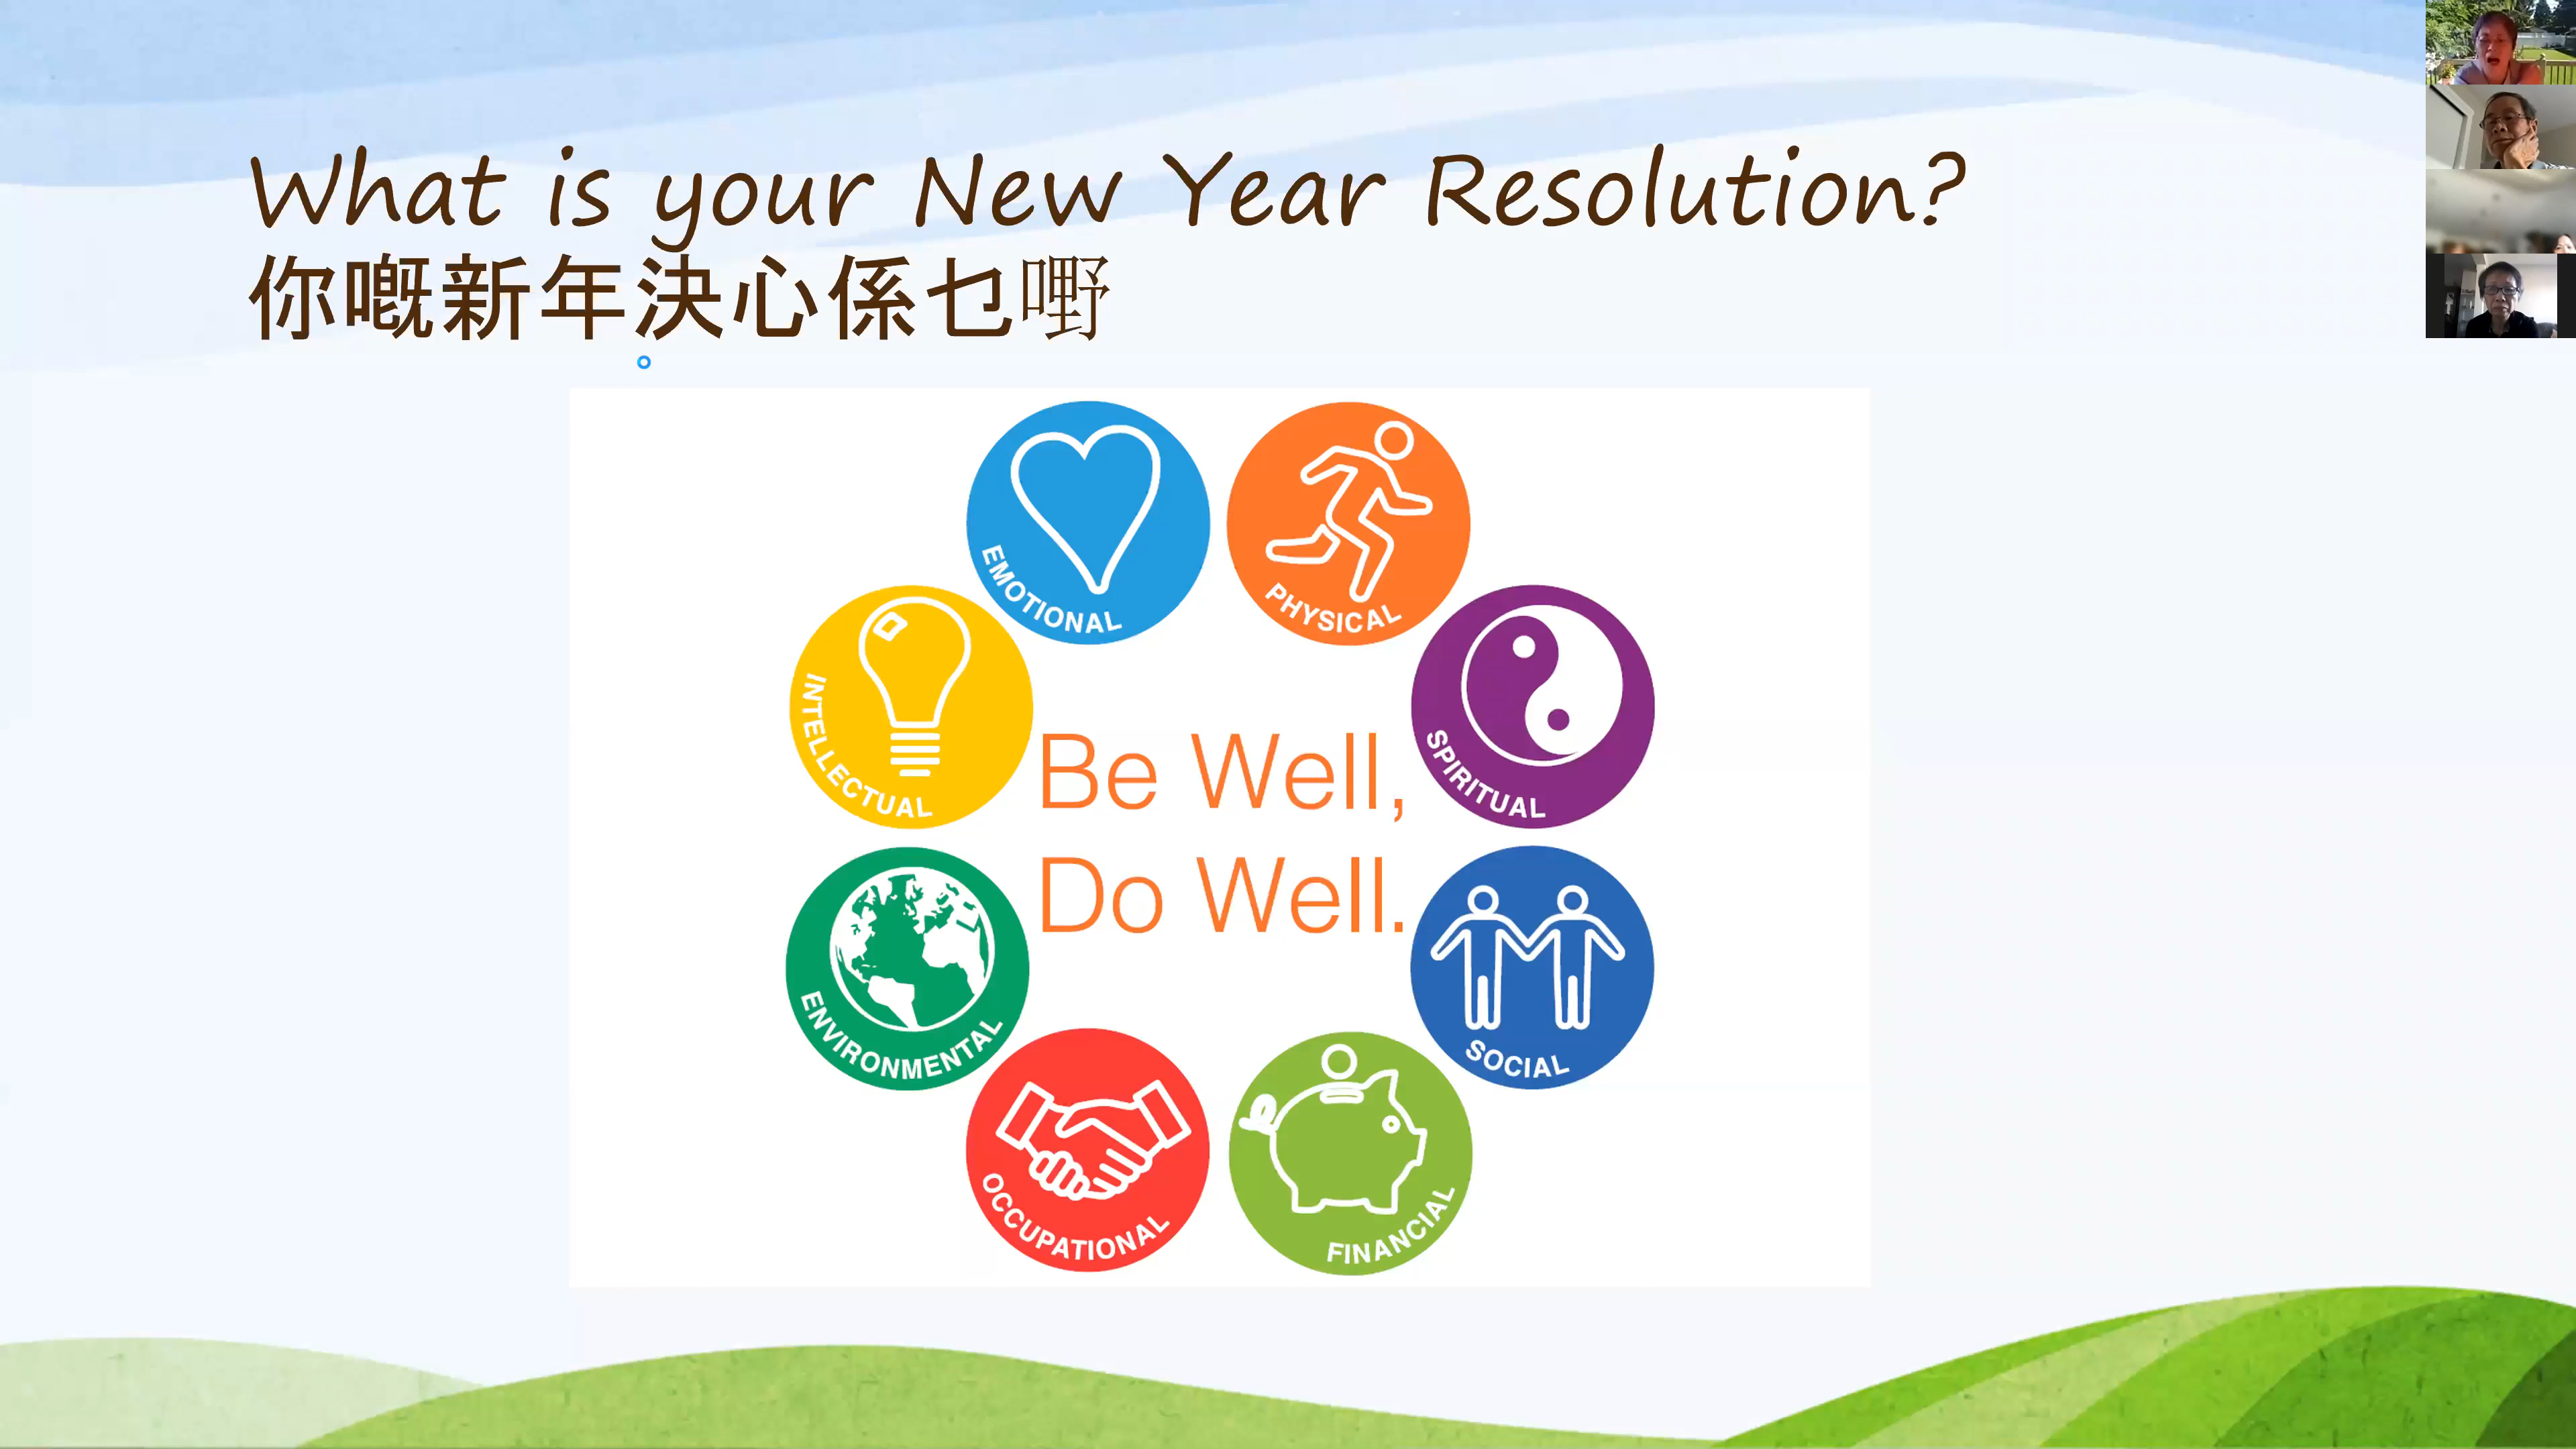 What is your New Year Resolution?
你嘅新年決心係乜嘢
EMOTIONAL
PHYSICAL
INTELLECTUAL
SPIRITUAL
Be Well,
Do Well.
ENVIRONMENTAL
SOCIAL
OCCUPATIONAL
FINANCIAL